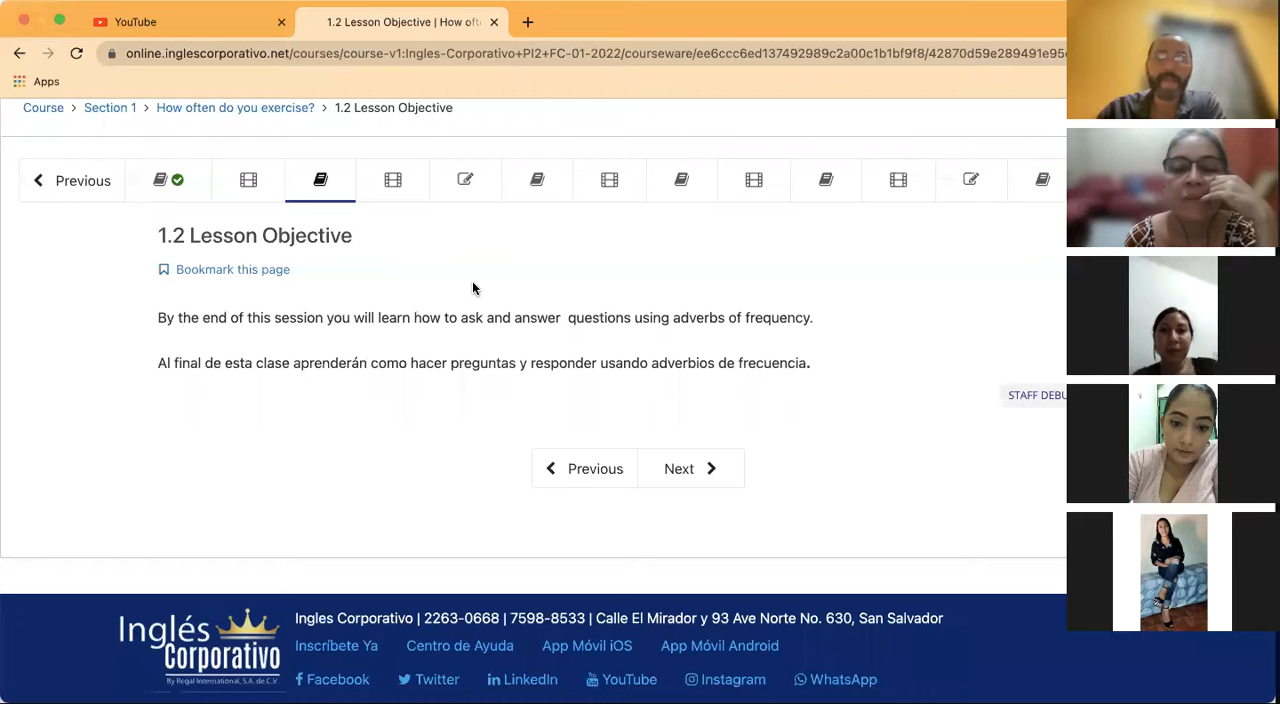 YouTube
1.2 Lesson Objective | How oft
online.inglescorporativo.net/courses/course-v1:Ingles-Corporativo+PI2+FC-01-2022/courseware/ee6ccc6ed137492989c2a00c1b1bf9f8/42870d59e289491e95
Apps
Course > Section 1 > How often do you exercise? > 1.2 Lesson Objective
Previous
1.2 Lesson Objective
Bookmark this page
By the end of this session you will learn how to ask and answer questions using adverbs of frequency.
Al final de esta clase aprenderán como hacer preguntas y responder usando adverbios de frecuencia.
STAFF DEBU
Previous Next
Inglés
Corporativo
By Regal International, S.A. de C.V.
Ingles Corporativo | 2263-0668 | 7598-8533 | Calle El Mirador y 93 Ave Norte No. 630, San Salvador
Inscríbete Ya Centro de Ayuda App Móvil iOS App Móvil Android
Facebook Twitter LinkedIn YouTube Instagram WhatsApp